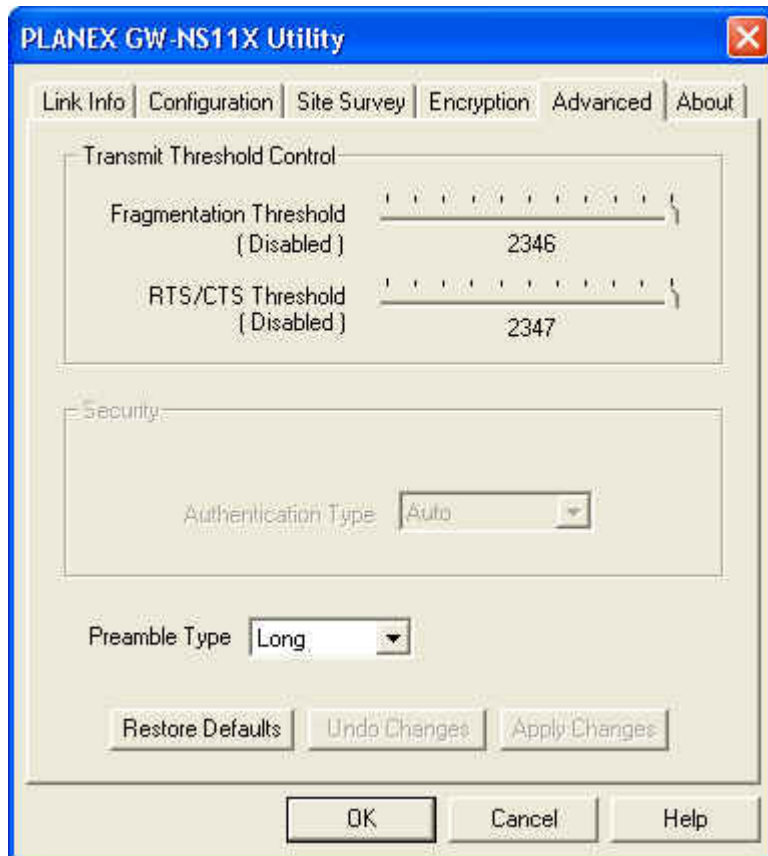 PLANEX GW-NS11X Utility
Link Info Configuration Site Survey Encryption Advanced About
Transmit Threshold Control
Fragmentation Threshold
( Disabled )
2346
RTS/CTS Threshold
( Disabled )
2347
Security
Authentication Type Auto
Preamble Type Long
Restore Defaults Undo Changes Apply Changes
OK Cancel Help